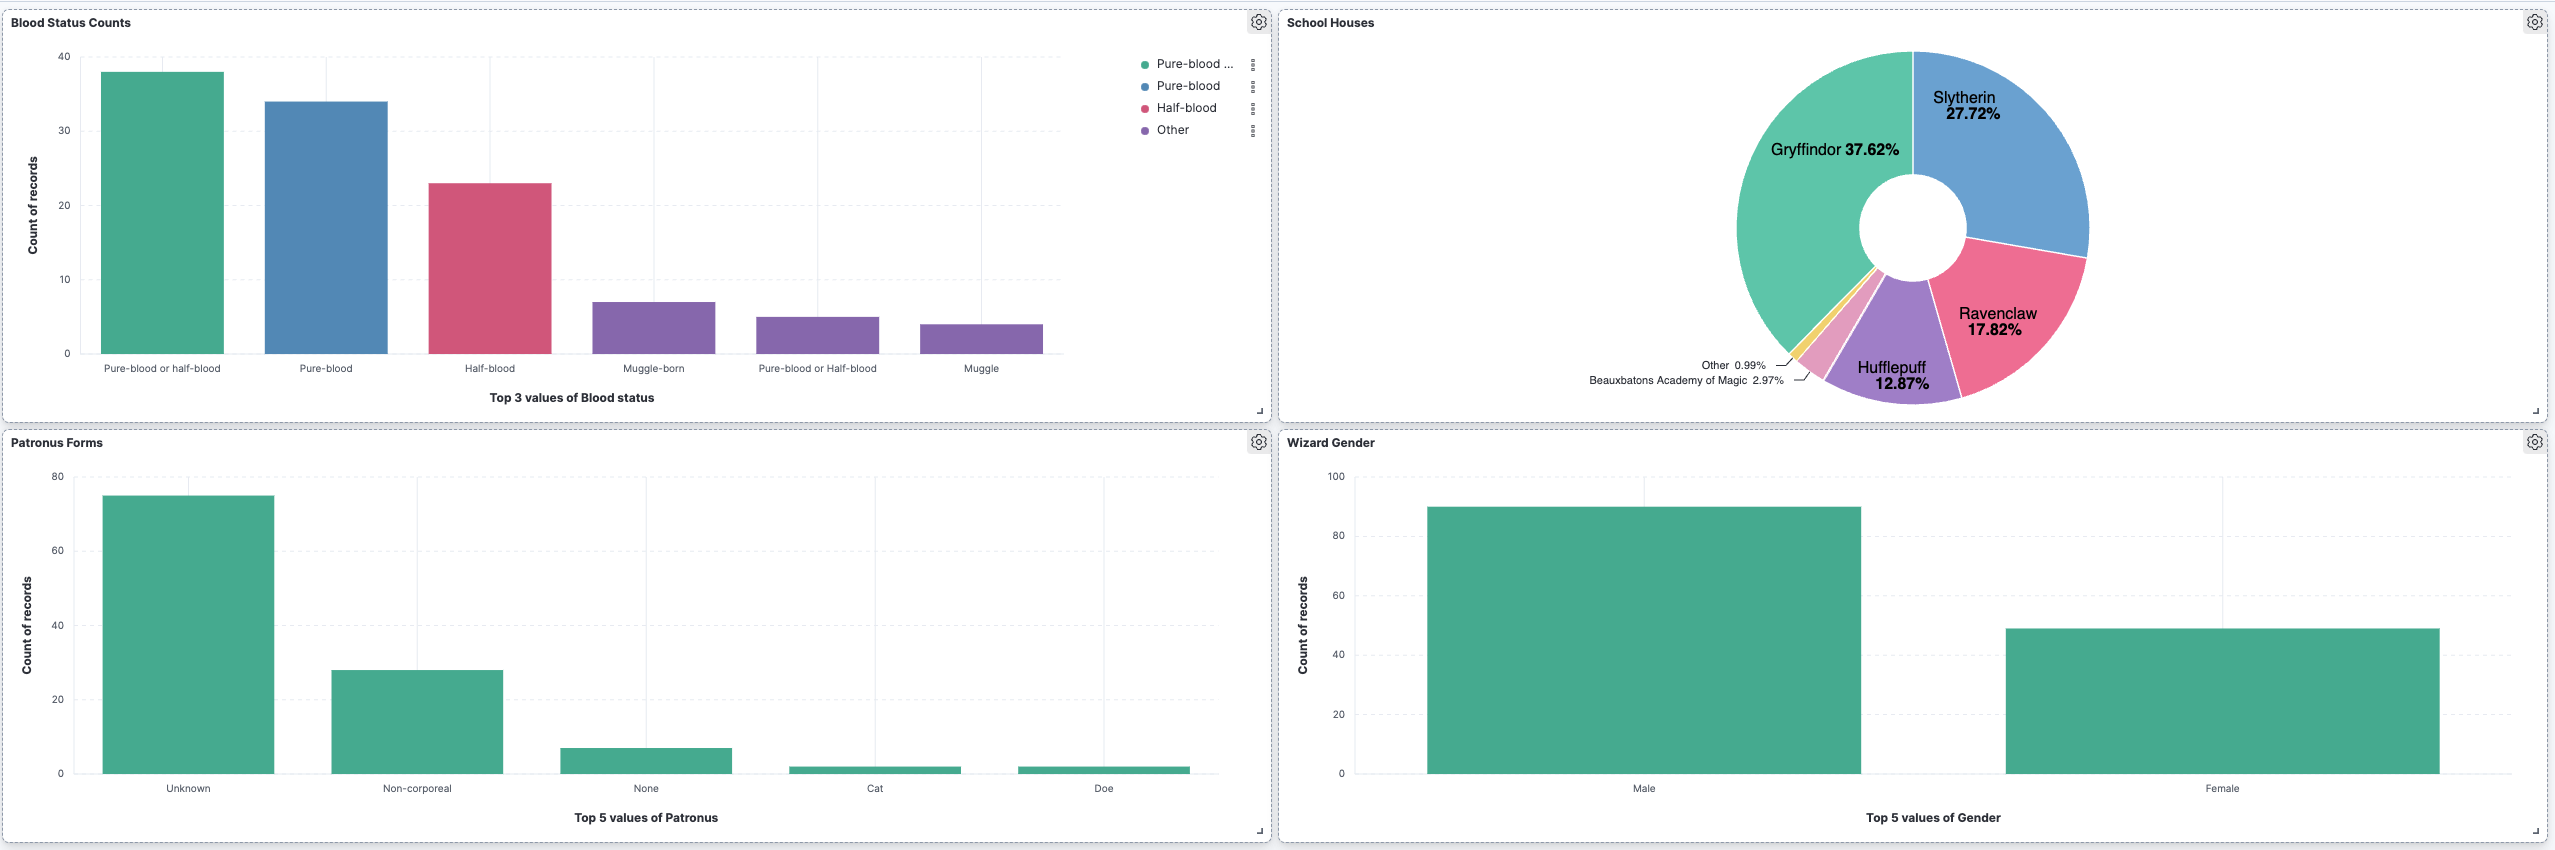 Blood Status Counts
40
30
20
10
0
Count of records
Pure-blood or half-blood
Pure-blood
Half-blood
Muggle-born
Pure-blood or Half-blood
Muggle
Top 3 values of Blood status
Pure-blood ...
Pure-blood
Half-blood
Other
School Houses
Slytherin
27.72%
Gryffindor 37.62%
Ravenclaw
17.82%
Hufflepuff
12.87%
Other 0.99%
Beauxbatons Academy of Magic 2.97%
Patronus Forms
80
60
40
20
0
Count of records
Unknown
Non-corporeal
None
Cat
Doe
Top 5 values of Patronus
Wizard Gender
100
80
60
40
20
0
Count of records
Male
Female
Top 5 values of Gender